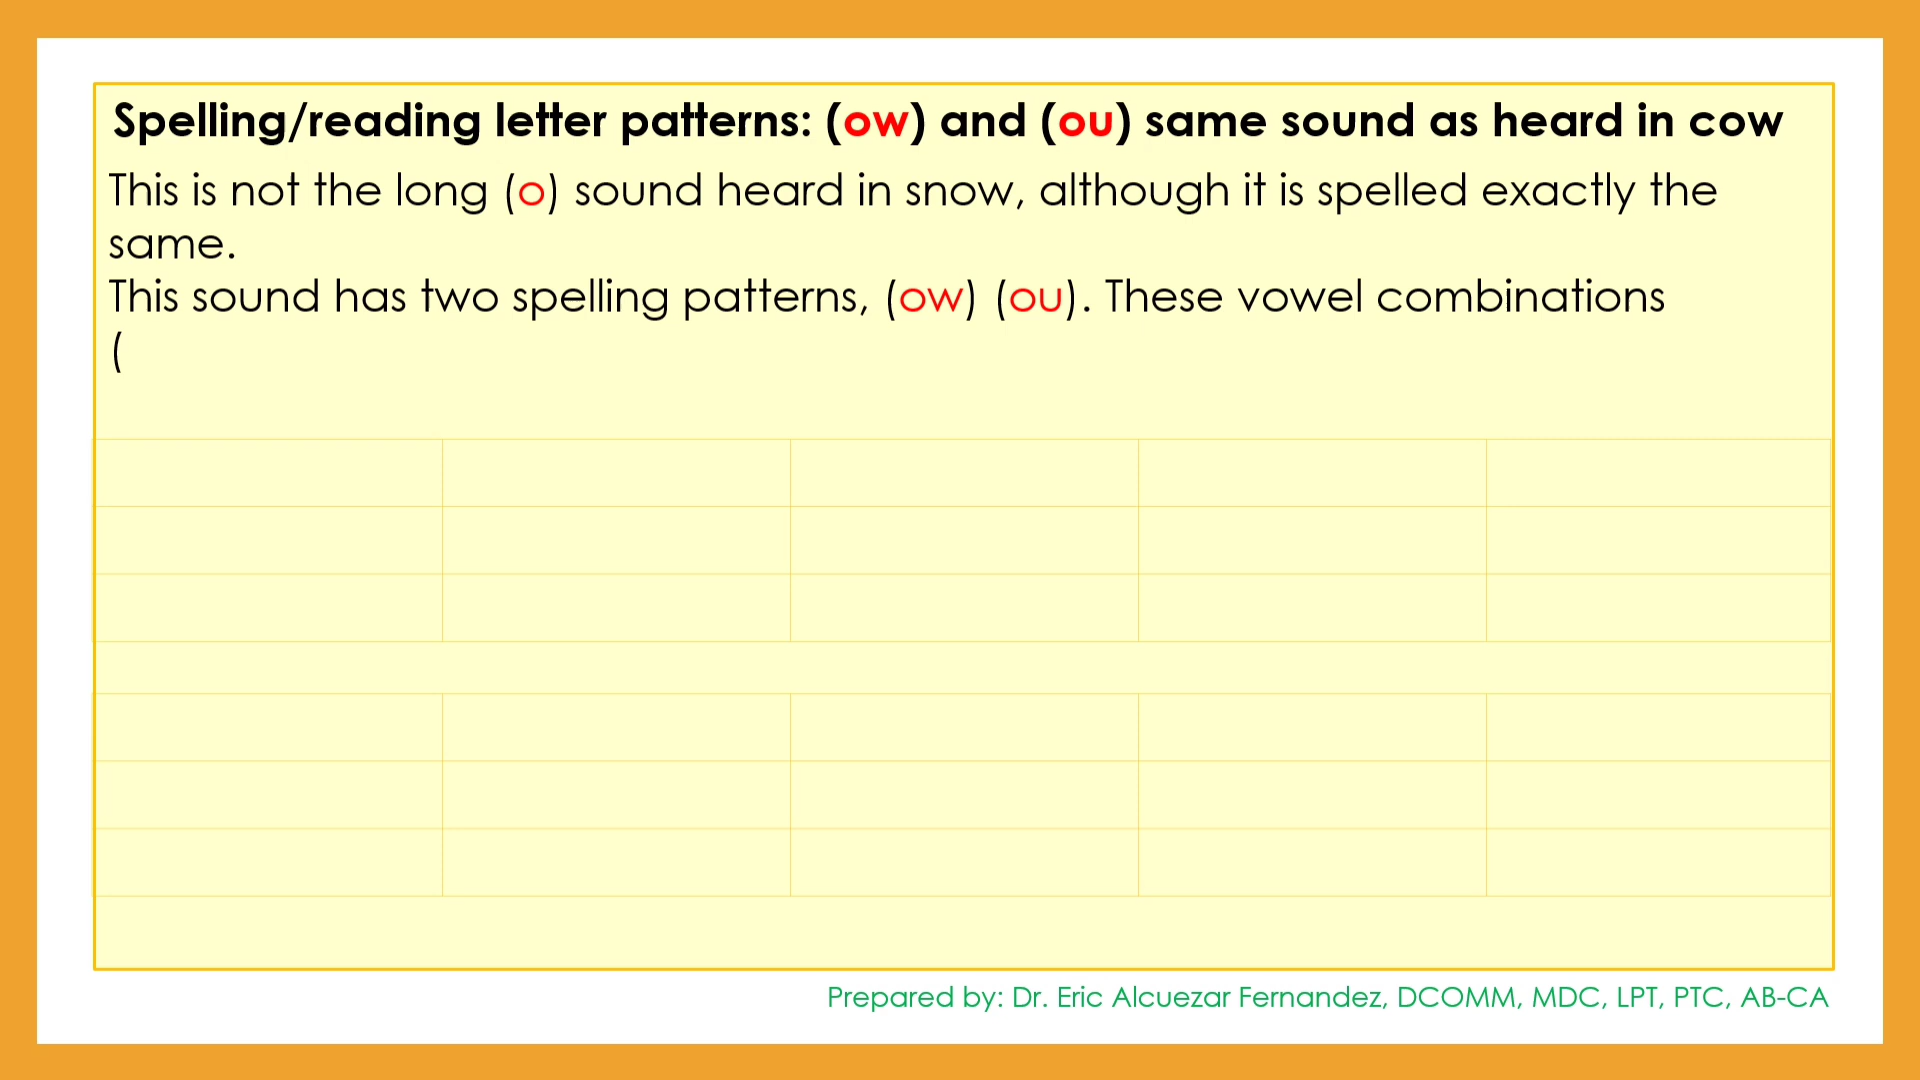 Spelling/reading letter patterns: (ow) and (ou) same sound as heard in cow
This is not the long (o) sound heard in snow, although it is spelled exactly the
same.
This sound has two spelling patterns, (ow) (ou). These vowel combinations
(
Prepared by: Dr. Eric Alcuezar Fernandez, DCOMM, MDC, LPT, PTC, AB-CA